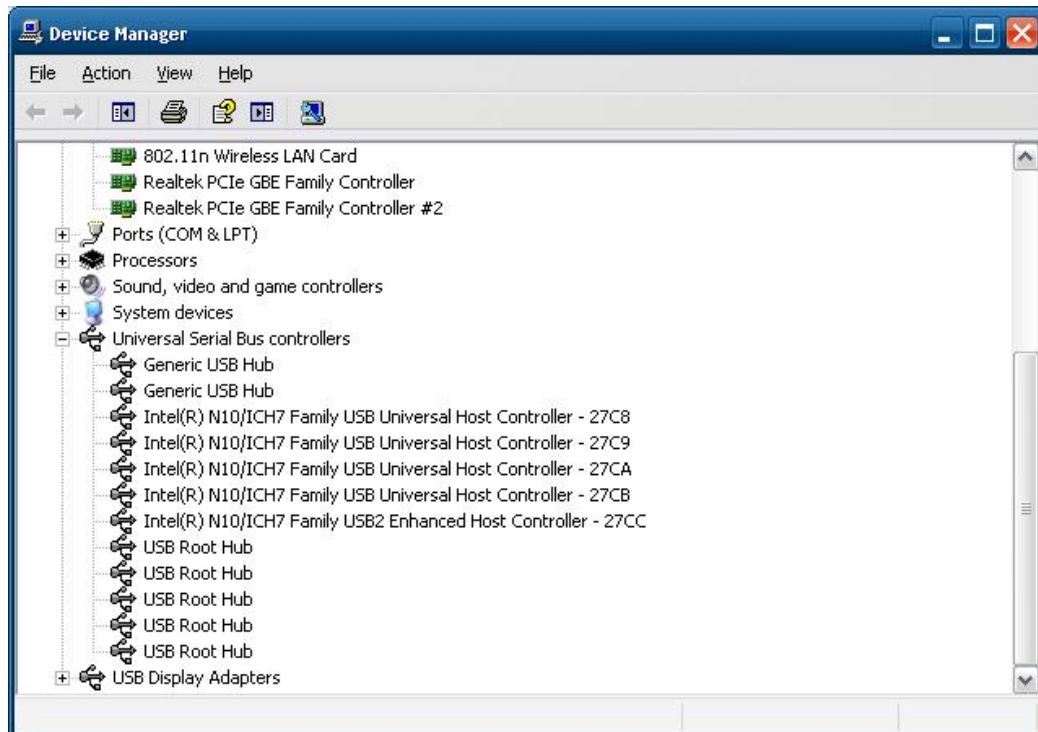 Device Manager
File Action View Help
802.11n Wireless LAN Card
Realtek PCIe GBE Family Controller
Realtek PCIe GBE Family Controller #2
Ports (COM & LPT)
Processors
Sound, video and game controllers
System devices
Universal Serial Bus controllers
Generic USB Hub
Generic USB Hub
Intel(R) N10/ICH7 Family USB Universal Host Controller - 27C8
Intel(R) N10/ICH7 Family USB Universal Host Controller - 27C9
Intel(R) N10/ICH7 Family USB Universal Host Controller - 27CA
Intel(R) N10/ICH7 Family USB Universal Host Controller - 27CB
Intel(R) N10/ICH7 Family USB2 Enhanced Host Controller - 27CC
USB Root Hub
USB Root Hub
USB Root Hub
USB Root Hub
USB Root Hub
USB Display Adapters